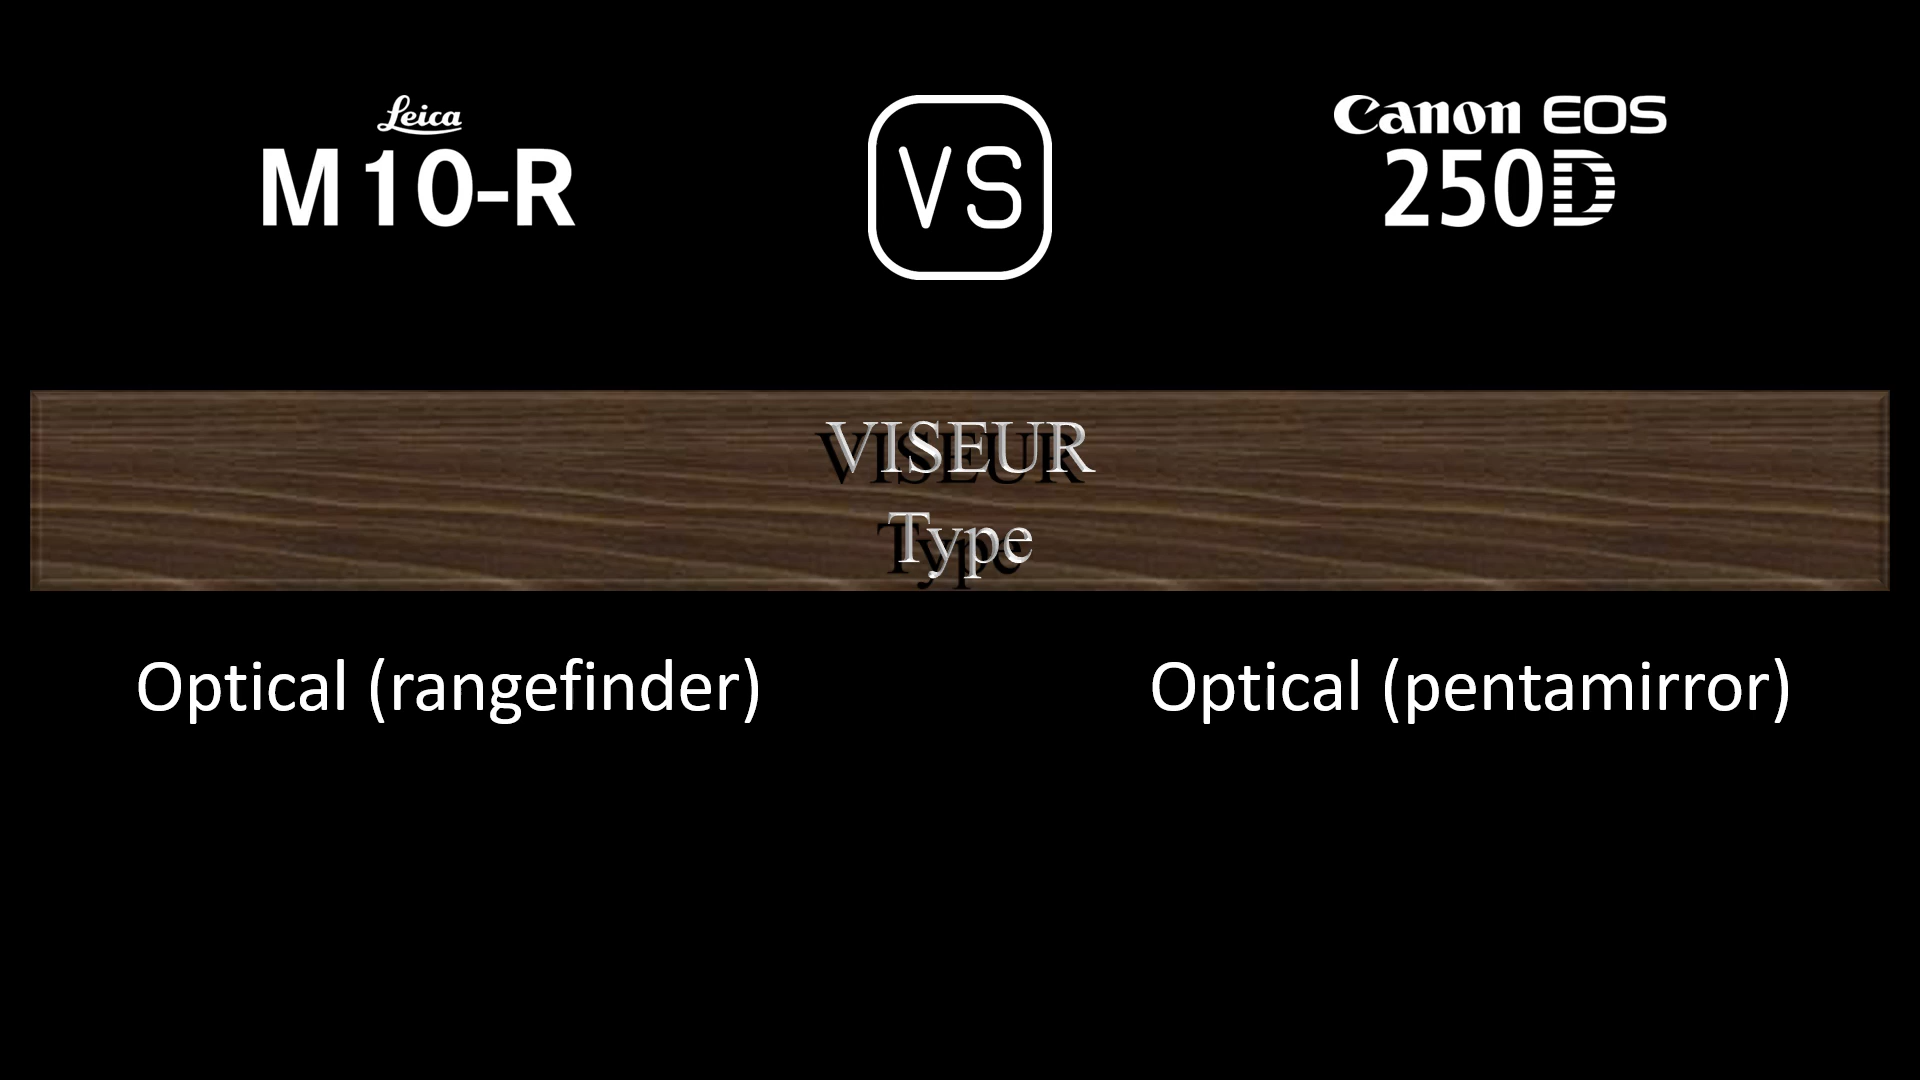 Leica
M10-R
VS
Canon EOS
250D
VISEUR
Type
Optical (rangefinder)
Optical (pentamirror)